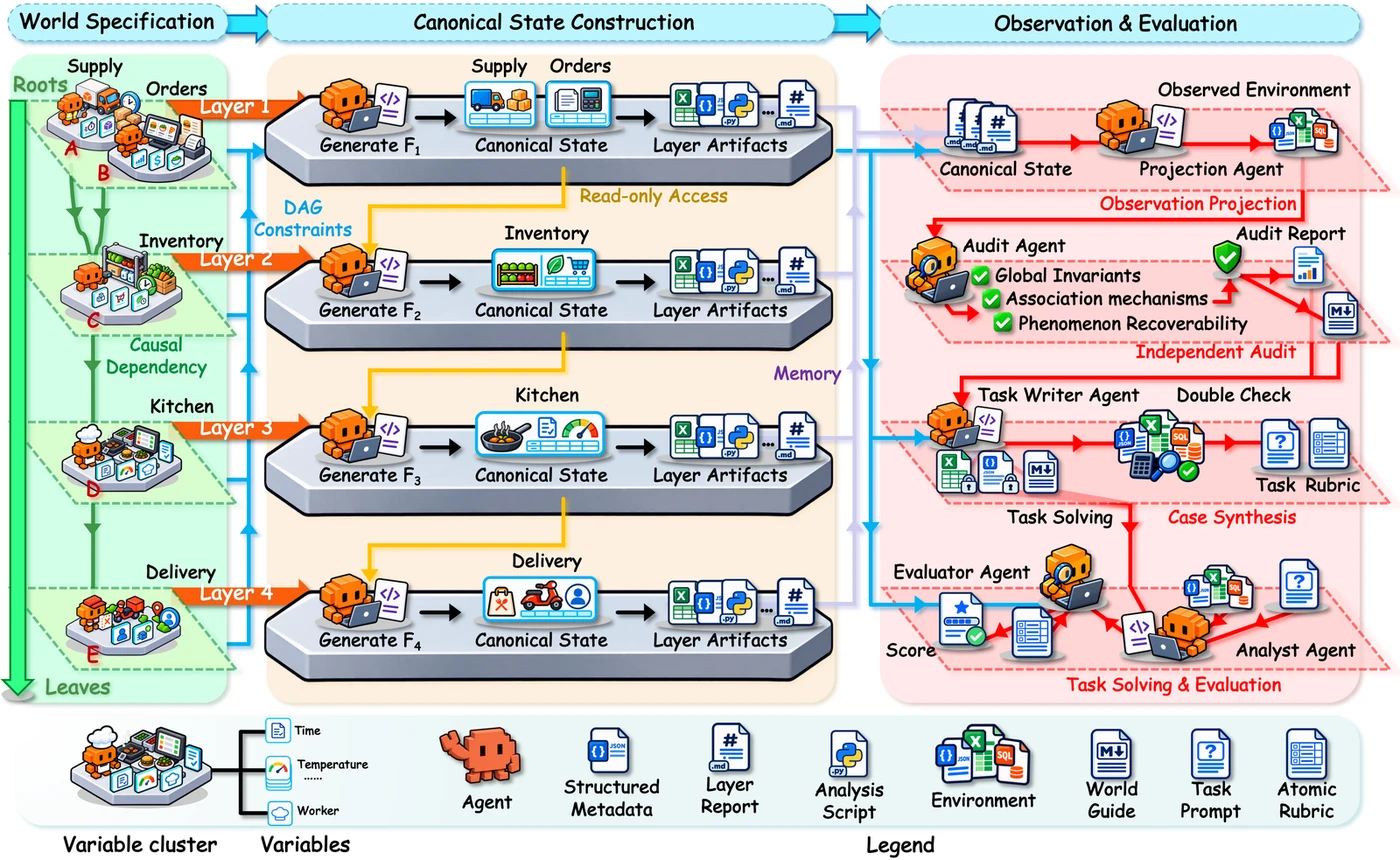 World Specification
Canonical State Construction
Observation & Evaluation
Roots
Supply
Orders
A
B
Layer 1
Generate F1
Supply
Orders
Canonical State
Layer Artifacts
Read-only Access
DAG
Constraints
Inventory
C
Layer 2
Generate F2
Inventory
Canonical State
Layer Artifacts
Causal
Dependency
Memory
Kitchen
D
Layer 3
Generate F3
Kitchen
Canonical State
Layer Artifacts
Delivery
E
Layer 4
Generate F4
Delivery
Canonical State
Layer Artifacts
Leaves
Observed Environment
Canonical State
Projection Agent
Observation Projection
Audit Agent
Audit Report
Global Invariants
Association mechanisms
Phenomenon Recoverability
Independent Audit
Task Writer Agent
Double Check
Task Rubric
Task Solving
Case Synthesis
Evaluator Agent
Score
Analyst Agent
Task Solving & Evaluation
Time
Temperature
......
Worker
Variable cluster
Variables
Agent
JSON
Structured
Metadata
.md
Layer
Report
.py
Analysis
Script
JSON
SQL
Environment
World
Guide
Task
Prompt
Atomic
Rubric
Legend